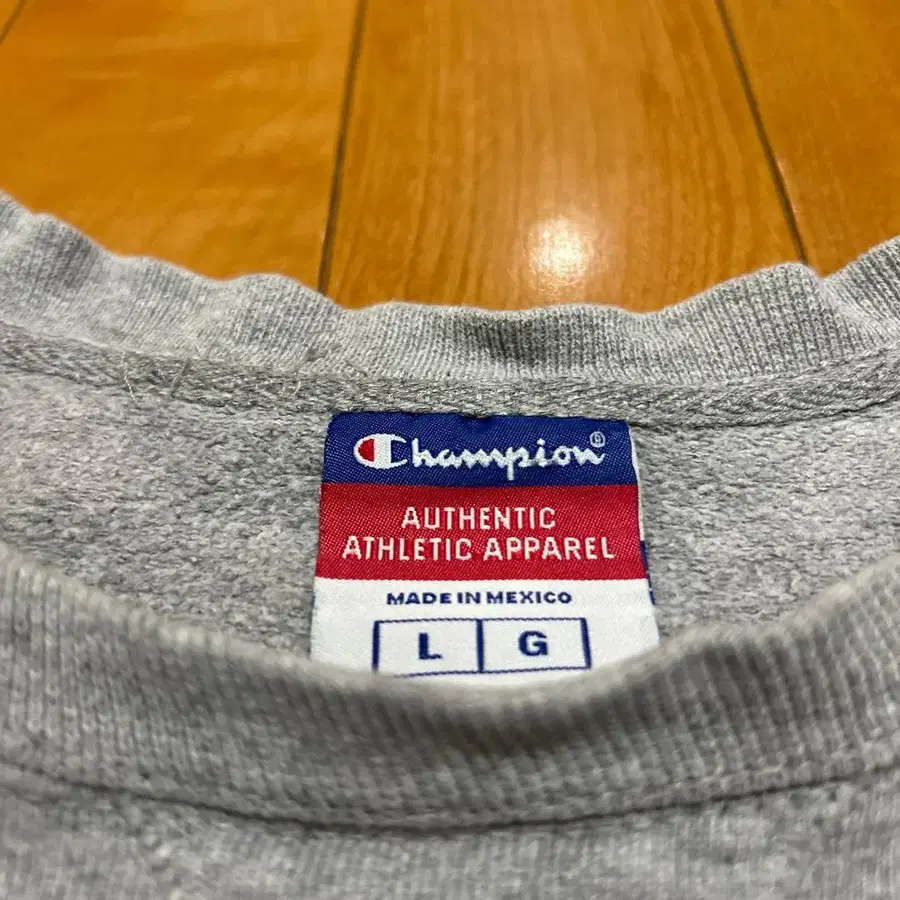 Champion®
AUTHENTIC
ATHLETIC APPAREL
MADE IN MEXICO
L G